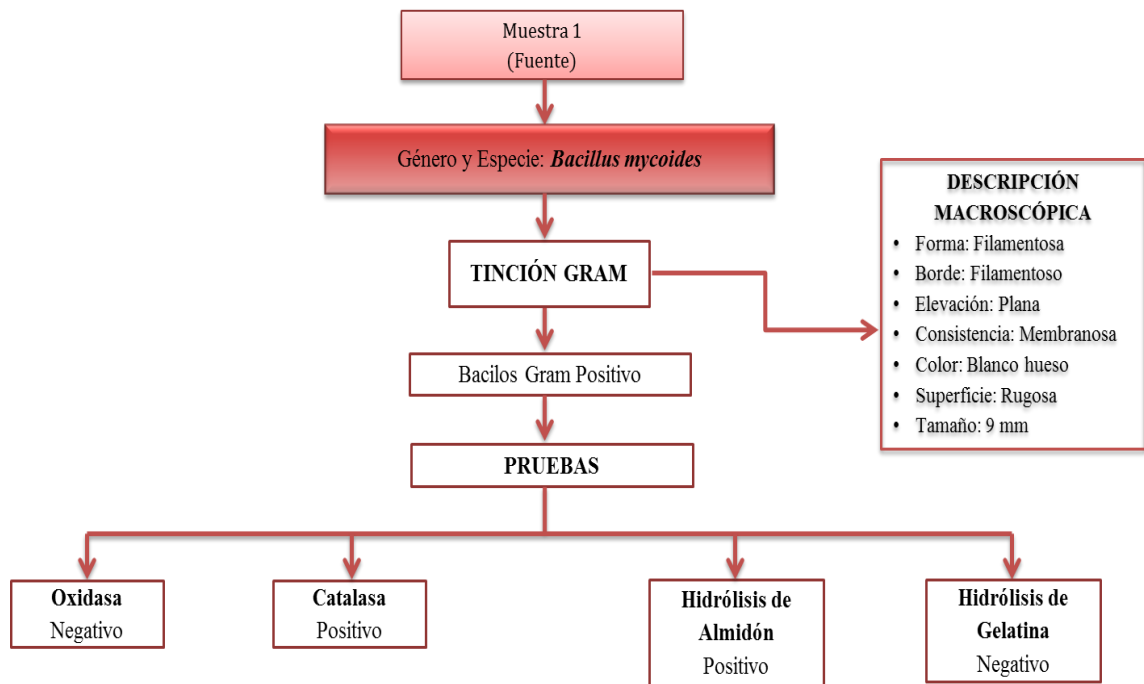 Muestra 1
(Fuente)
Género y Especie: Bacillus mycoides
TINCIÓN GRAM
DESCRIPCIÓN
MACROSCÓPICA
• Forma: Filamentosa
• Borde: Filamentoso
• Elevación: Plana
• Consistencia: Membranosa
• Color: Blanco hueso
• Superficie: Rugosa
• Tamaño: 9 mm
Bacilos Gram Positivo
PRUEBAS
Oxidasa
Negativo
Catalasa
Positivo
Hidrólisis de
Almidón
Positivo
Hidrólisis de
Gelatina
Negativo